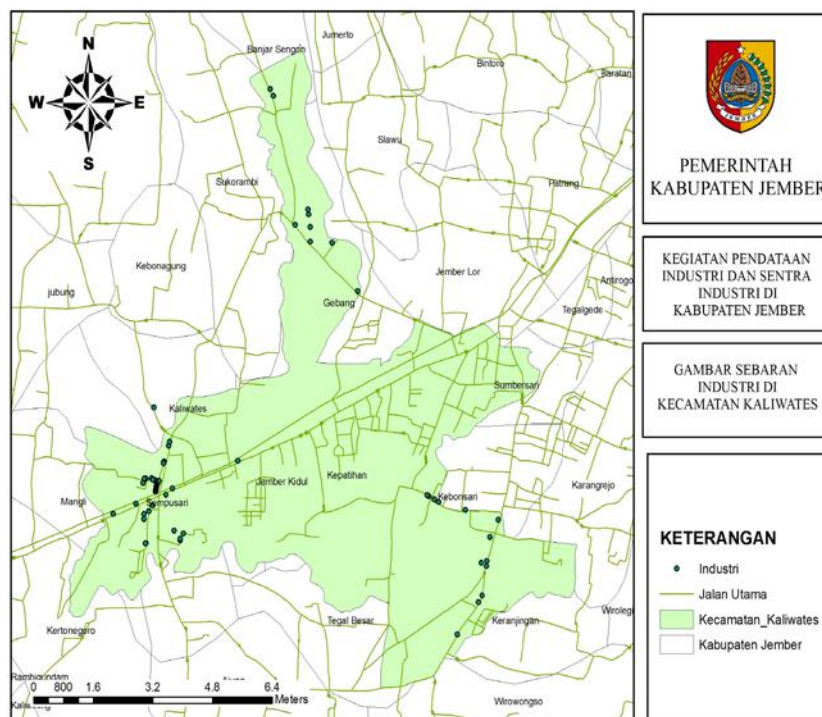 N
W
E
S
Banjar Sengon
Jumerto
Bintoro
Baratan
Slawu
Sukorambi
Patrang
Kebonagung
Jember Lor
jubung
Antirogo
Gebang
Tegalgede
Sumbersari
Kaliwates
Kepatihan
Jember Kidul
Karangrejo
Mangli
Sempusari
Kebonsari
Wirolegi
Tegal Besar
Keranjingan
Kertonegoro
Rambigundam
Ajung
Wirowongso
0 800 1.6 3.2 4.8 6.4
Meters
JEMBER
PEMERINTAH
KABUPATEN JEMBER
KEGIATAN PENDATAAN
INDUSTRI DAN SENTRA
INDUSTRI DI
KABUPATEN JEMBER
GAMBAR SEBARAN
INDUSTRI DI
KECAMATAN KALIWATES
KETERANGAN
Industri
Jalan Utama
Kecamatan_Kaliwates
Kabupaten Jember